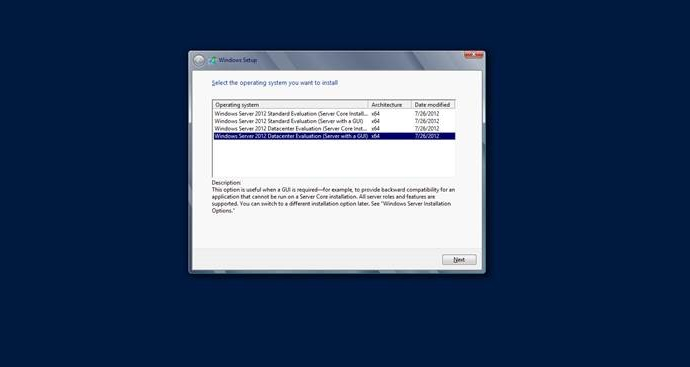 Windows Setup
Select the operating system you want to install
Operating system Architecture Date modified
Windows Server 2012 Standard Evaluation (Server Core Install... x64 7/26/2012
Windows Server 2012 Standard Evaluation (Server with a GUI) x64 7/26/2012
Windows Server 2012 Datacenter Evaluation (Server Core Inst... x64 7/26/2012
Windows Server 2012 Datacenter Evaluation (Server with a GUI) x64 7/26/2012
Description:
This option is useful when a GUI is required—for example, to provide backward compatibility for an
application that cannot be run on a Server Core installation. All server roles and features are
supported. You can switch to a different installation option later. See "Windows Server Installation
Options."
Next